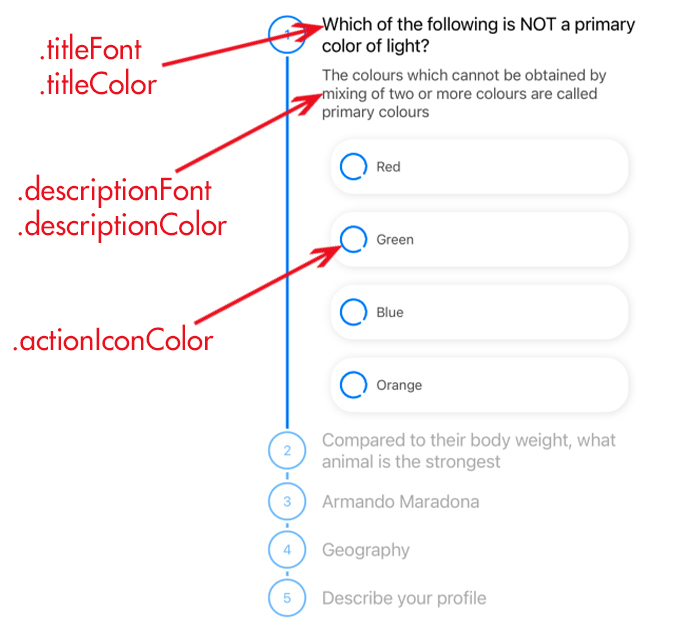 1
Which of the following is NOT a primary
color of light?
The colours which cannot be obtained by
mixing of two or more colours are called
primary colours
.titleFont
.titleColor
.descriptionFont
.descriptionColor
.actionIconColor
Red
Green
Blue
Orange
2
Compared to their body weight, what
animal is the strongest
3
Armando Maradona
4
Geography
5
Describe your profile